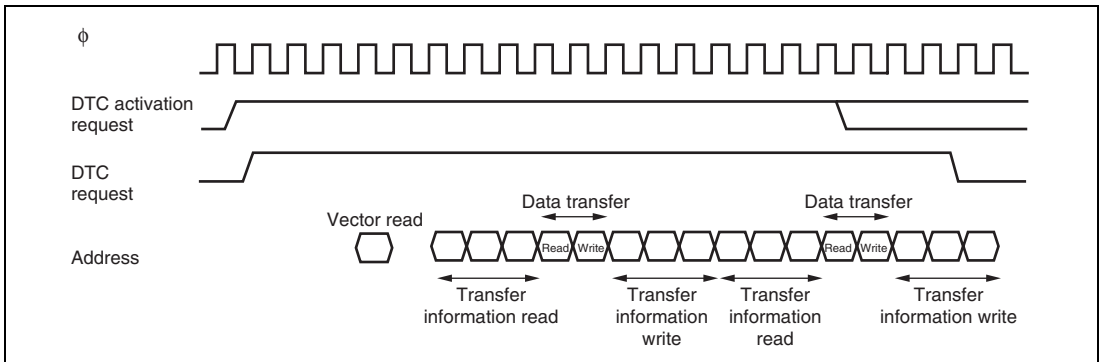 ϕ
DTC activation
request
DTC
request
Data transfer
Data transfer
Vector read
Read Write
Read Write
Address
Transfer
information read
Transfer
information
write
Transfer
information
read
Transfer
information write